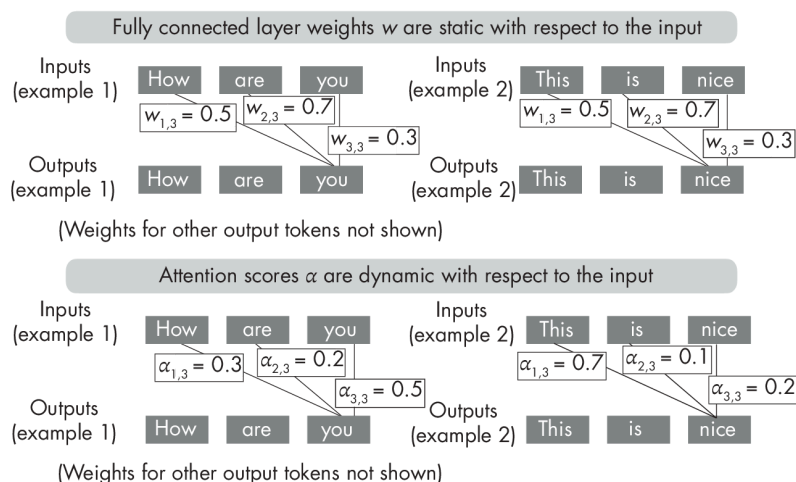 Fully connected layer weights w are static with respect to the input
Inputs
(example 1)
How are you
w1,3 = 0.5
w2,3 = 0.7
w3,3 = 0.3
Outputs
(example 1)
How are you
Inputs
(example 2)
This is nice
w1,3 = 0.5
w2,3 = 0.7
w3,3 = 0.3
Outputs
(example 2)
This is nice
(Weights for other output tokens not shown)
Attention scores α are dynamic with respect to the input
Inputs
(example 1)
How are you
α1,3 = 0.3
α2,3 = 0.2
α3,3 = 0.5
Outputs
(example 1)
How are you
Inputs
(example 2)
This is nice
α1,3 = 0.7
α2,3 = 0.1
α3,3 = 0.2
Outputs
(example 2)
This is nice
(Weights for other output tokens not shown)